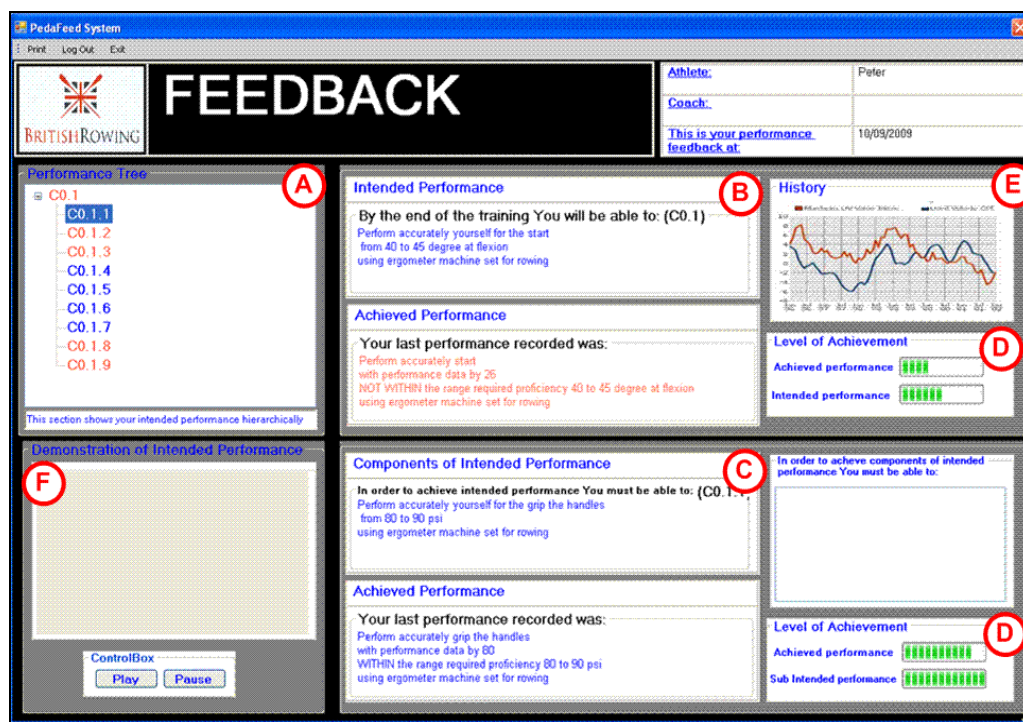 PedaFeed System
Print Log Out Exit
BRITISHROWING
FEEDBACK
Athlete: Peter
Coach:
This is your performance
feedback at: 10/09/2009
Performance Tree
A
C0.1
C0.1.1
C0.1.2
C0.1.3
C0.1.4
C0.1.5
C0.1.6
C0.1.7
C0.1.8
C0.1.9
This section shows your intended performance hierarchically
Intended Performance
B
By the end of the training You will be able to: (C0.1)
Perform accurately yourself for the start
from 40 to 45 degree at flexion
using ergometer machine set for rowing
Achieved Performance
Your last performance recorded was:
Perform accurately start
with performance data by 26
NOT WITHIN the range required proficiency 40 to 45 degree at flexion
using ergometer machine set for rowing
History
E
Level of Achievement
D
Achieved performance
Intended performance
Demonstration of Intended Performance
F
ControlBox
Play Pause
Components of Intended Performance
C
In order to achieve intended performance You must be able to: (C0.1.1
Perform accurately yourself for the grip the handles
from 80 to 90 psi
using ergometer machine set for rowing
Achieved Performance
Your last performance recorded was:
Perform accurately grip the handles
with performance data by 80
WITHIN the range required proficiency 80 to 90 psi
using ergometer machine set for rowing
In order to achieve components of intended
performance You must be able to:
Level of Achievement
D
Achieved performance
Sub Intended performance